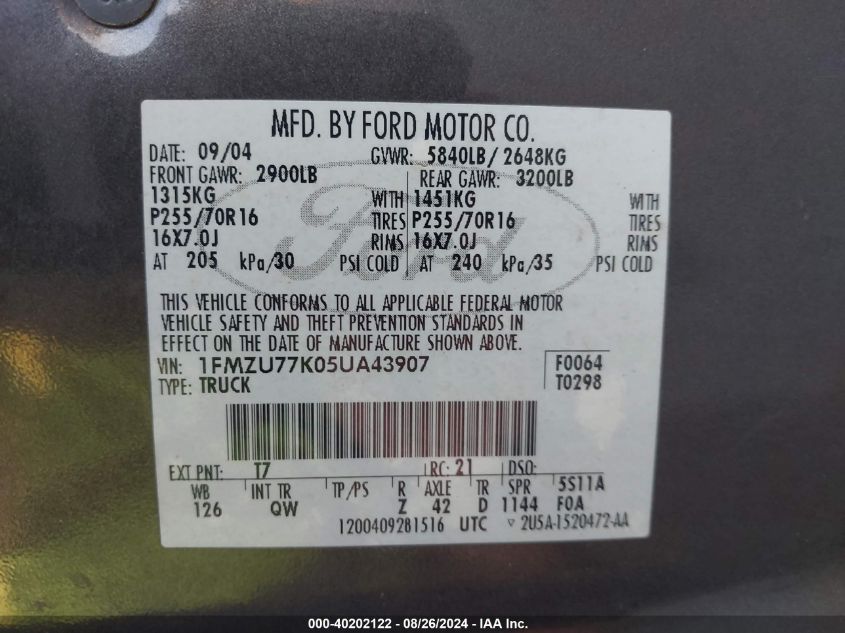 MFD. BY FORD MOTOR CO.
DATE: 09/04 GVWR: 5840LB/ 2648KG
FRONT GAWR: 2900LB REAR GAWR: 3200LB
1315KG WITH 1451KG WITH
P255/70R16 TIRES P255/70R16 TIRES
16X7.0J RIMS 16X7.0J RIMS
AT 205 kPa/30 PSI COLD AT 240 kPa/35 PSI COLD
Ford
THIS VEHICLE CONFORMS TO ALL APPLICABLE FEDERAL MOTOR
VEHICLE SAFETY AND THEFT PREVENTION STANDARDS IN
EFFECT ON THE DATE OF MANUFACTURE SHOWN ABOVE.
VIN: 1FMZU77K05UA43907 F0064
TYPE: TRUCK T0298
EXT PNT: T7 RC: 21 DSO:
WB INT TR TP/PS R AXLE TR SPR 5S11A
126 QW Z 42 D 1144 F0A
1200409281516 UTC ▽ 2U5A-1520472-AA
000-40202122 - 08/26/2024 - IAA Inc.